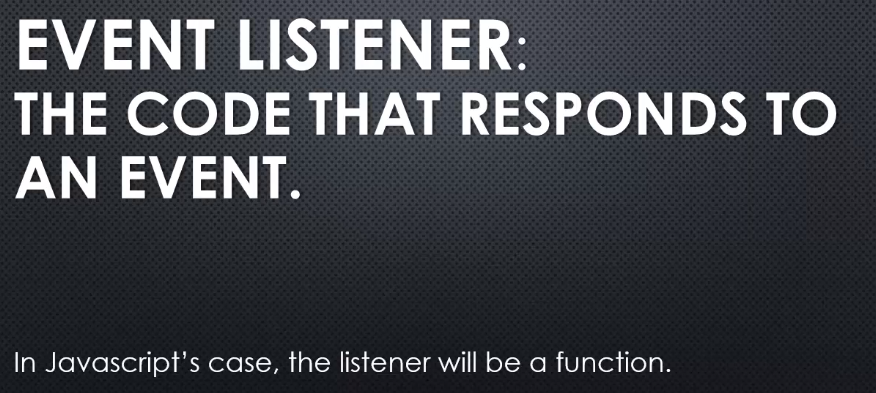 EVENT LISTENER:
THE CODE THAT RESPONDS TO
AN EVENT.
In Javascript's case, the listener will be a function.